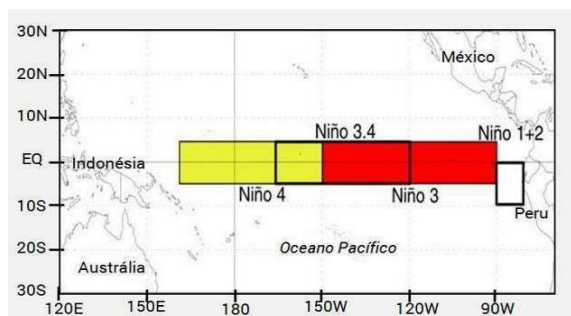 30N
México
20N
10N
Niño 3.4
Niño 1+2
EQ
Indonésia
Niño 4
Niño 3
10S
Peru
20S
Oceano Pacífico
Austrália
30S
120E
150E
180
150W
120W
90W